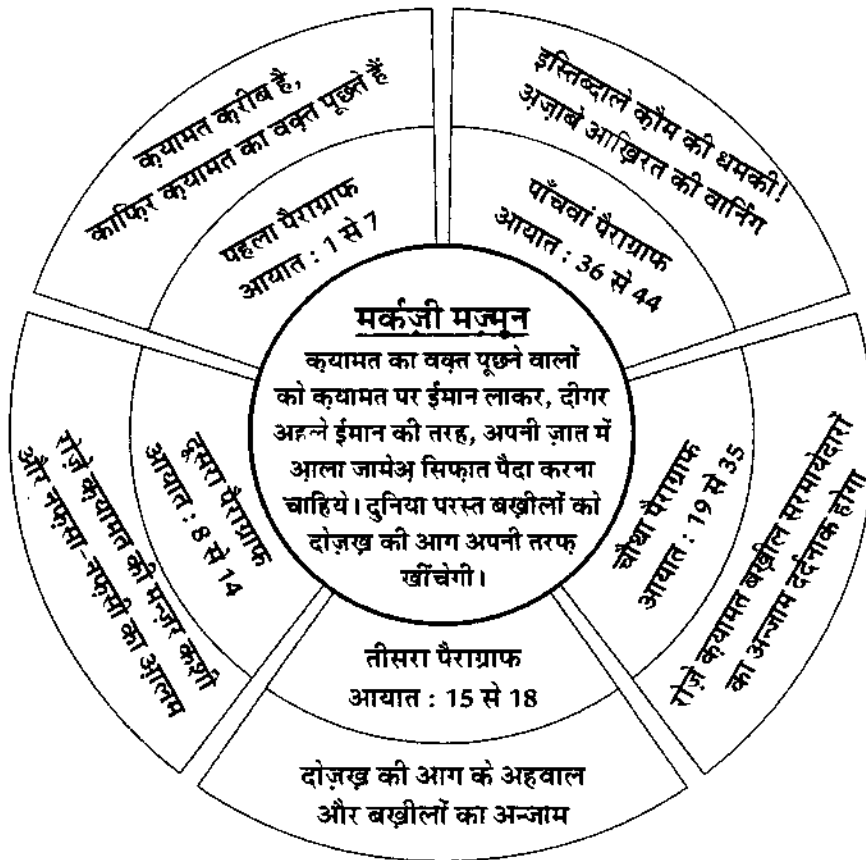 क़यामत क़रीब है,
काफ़िर क़यामत का वक़्त पूछते हैं
पहला पैराग्राफ
आयात : 1 से 7
दूसरा पैराग्राफ
आयात : 8 से 14
रोज़े क़यामत की मन्ज़र कशी
और नफ़्सा-नफ़्सी का आ़लम
तीसरा पैराग्राफ
आयात : 15 से 18
दोज़ख़ की आग के अहवाल
और बख़ीलों का अन्जाम
चौथा पैराग्राफ
आयात : 19 से 35
रोज़े क़यामत बख़ील सरमायेदारों
का अन्जाम दर्दनाक होगा
इस्तिब्दाले क़ौम की धमकी!
अ़ज़ाबे आख़िरत की वार्निंग
पाँचवां पैराग्राफ
आयात : 36 से 44
मर्कज़ी मज़्मून
क़यामत का वक़्त पूछने वालों
को क़यामत पर ईमान लाकर, दीगर
अहले ईमान की तरह, अपनी ज़ात में
आ़ला जामेअ़ सिफ़ात पैदा करना
चाहिये। दुनिया परस्त बख़ीलों को
दोज़ख़ की आग अपनी तरफ़
खींचेगी।